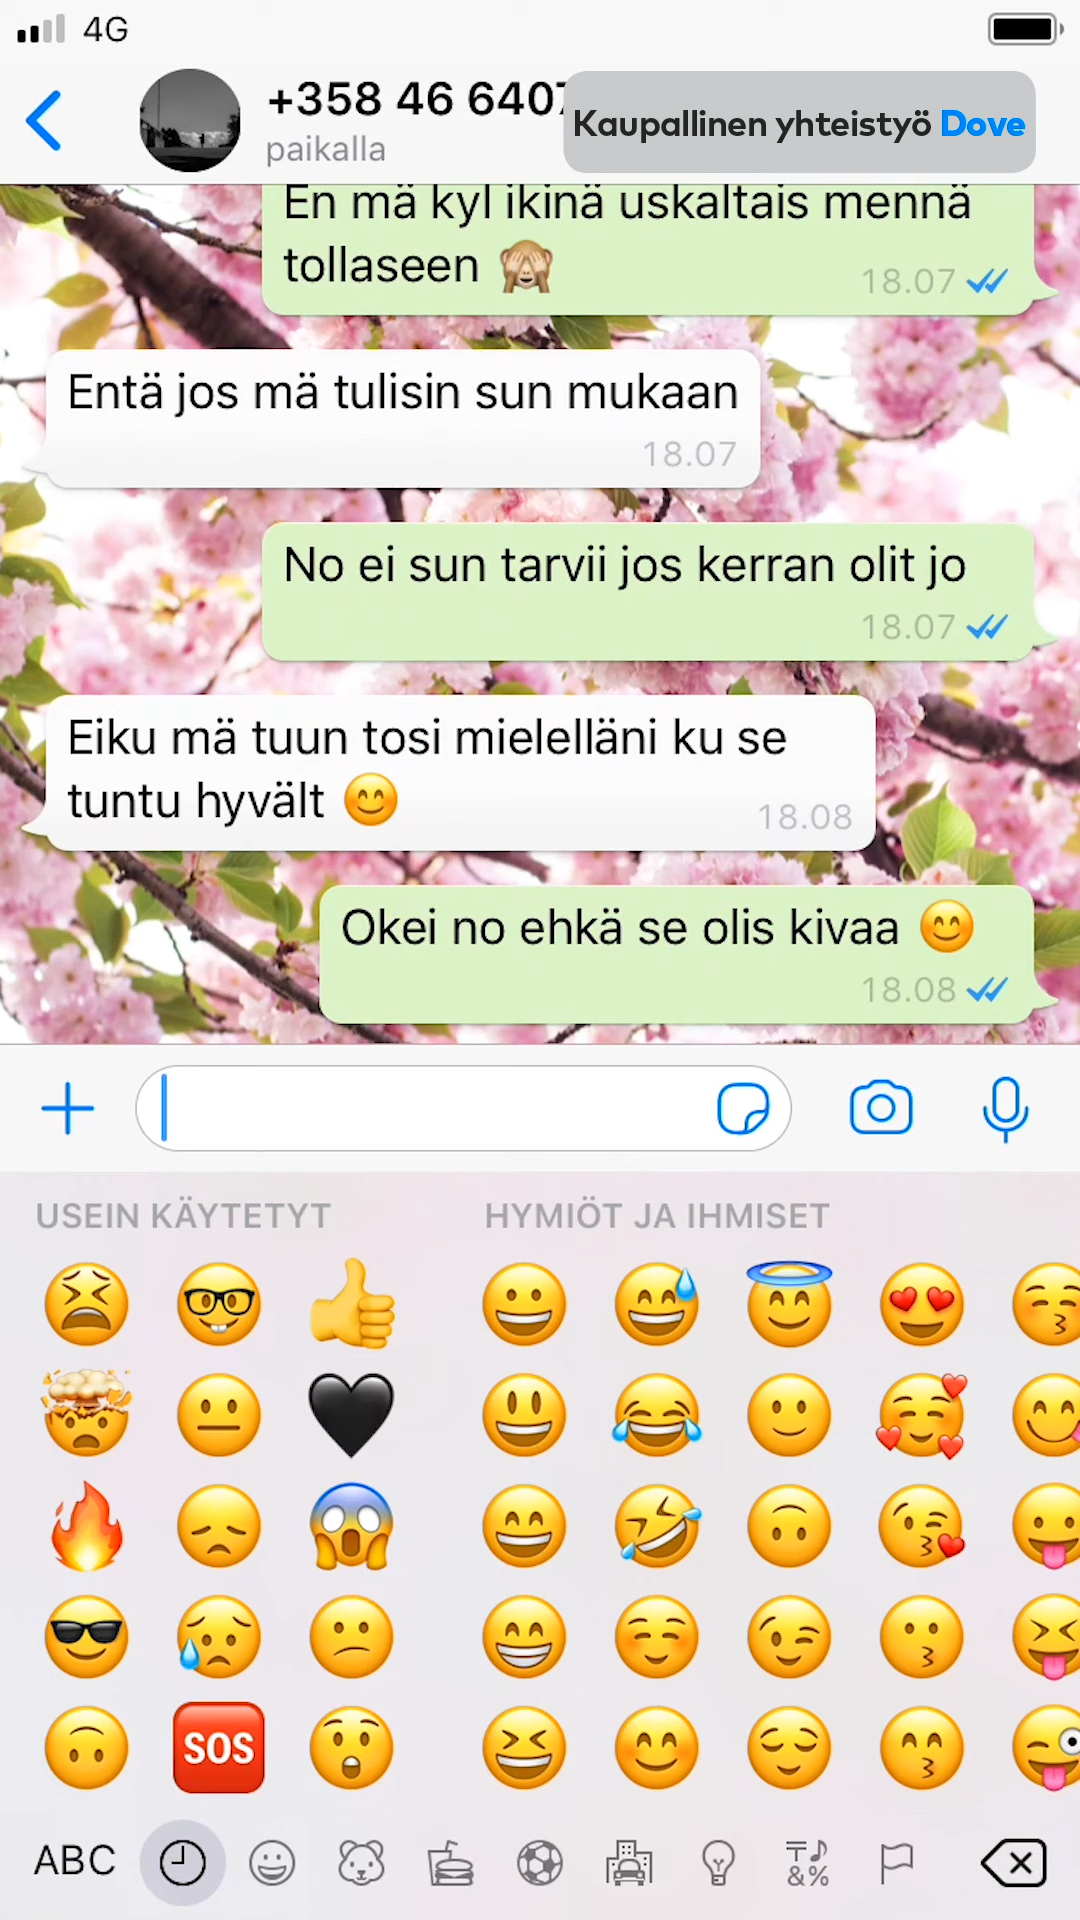 4G
+358 46 6407
Kaupallinen yhteistyö Dove
paikalla
En mä kyl ikinä uskaltais mennä
tollaseen 🙈
18.07
Entä jos mä tulisin sun mukaan
18.07
No ei sun tarvii jos kerran olit jo
18.07
Eiku mä tuun tosi mielelläni ku se
tuntu hyvält 😊
18.08
Okei no ehkä se olis kivaa 😊
18.08
USEIN KÄYTETYT
HYMIÖT JA IHMISET
SOS
ABC
&%